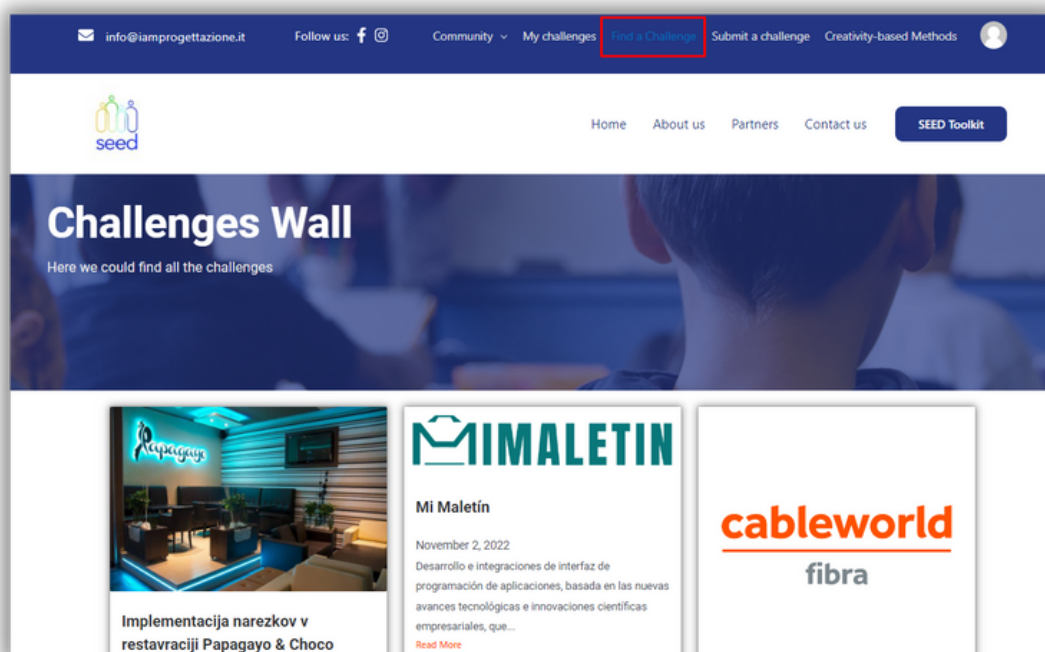 info@iamprogettazione.it Follow us: Community My challenges Find a Challenge Submit a challenge Creativity-based Methods
seed
Home About us Partners Contact us SEED Toolkit
Challenges Wall
Here we could find all the challenges
Papagayo
MIMALETIN
Mi Maletín
November 2, 2022
Desarrollo e integraciones de interfaz de
programación de aplicaciones, basada en las nuevas
avances tecnológicas e innovaciones científicas
empresariales, que...
Read More
cableworld
fibra
Implementacija narezkov v
restavraciji Papagayo & Choco